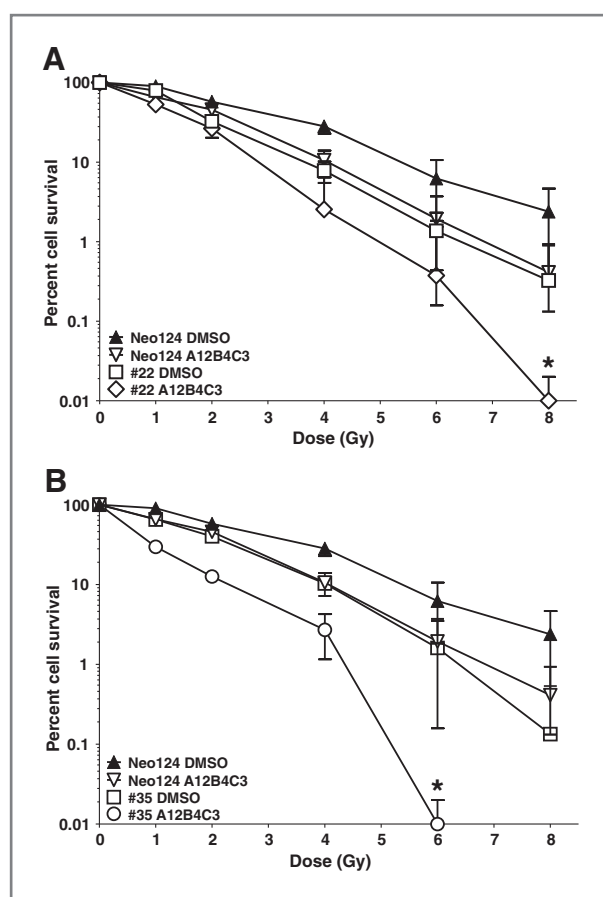 A
Percent cell survival
100
10
1
0.1
0.01
Neo124 DMSO
Neo124 A12B4C3
#22 DMSO
#22 A12B4C3
*
0 1 2 3 4 5 6 7 8
Dose (Gy)
B
Percent cell survival
100
10
1
0.1
0.01
Neo124 DMSO
Neo124 A12B4C3
#35 DMSO
#35 A12B4C3
*
0 1 2 3 4 5 6 7 8
Dose (Gy)